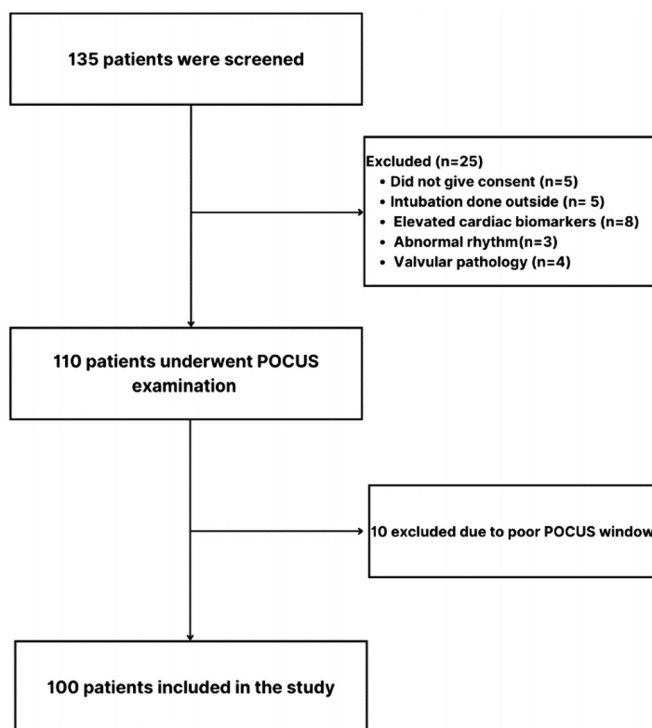 135 patients were screened
Excluded (n=25)
• Did not give consent (n=5)
• Intubation done outside (n= 5)
• Elevated cardiac biomarkers (n=8)
• Abnormal rhythm(n=3)
• Valvular pathology (n=4)
110 patients underwent POCUS
examination
10 excluded due to poor POCUS window
100 patients included in the study